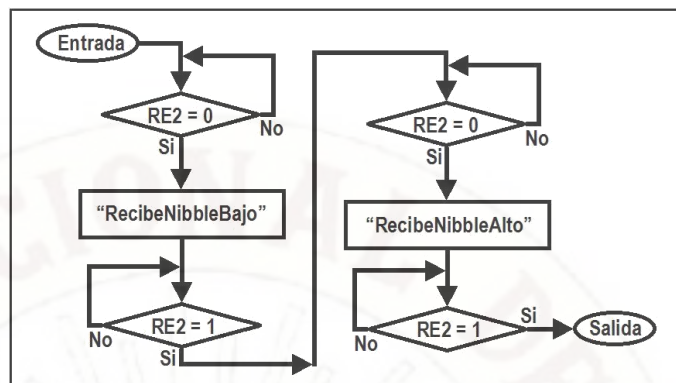 Entrada
RE2 = 0
No
Si
“RecibeNibbleBajo”
RE2 = 1
No
Si
RE2 = 0
No
Si
“RecibeNibbleAlto”
RE2 = 1
No
Si
Salida